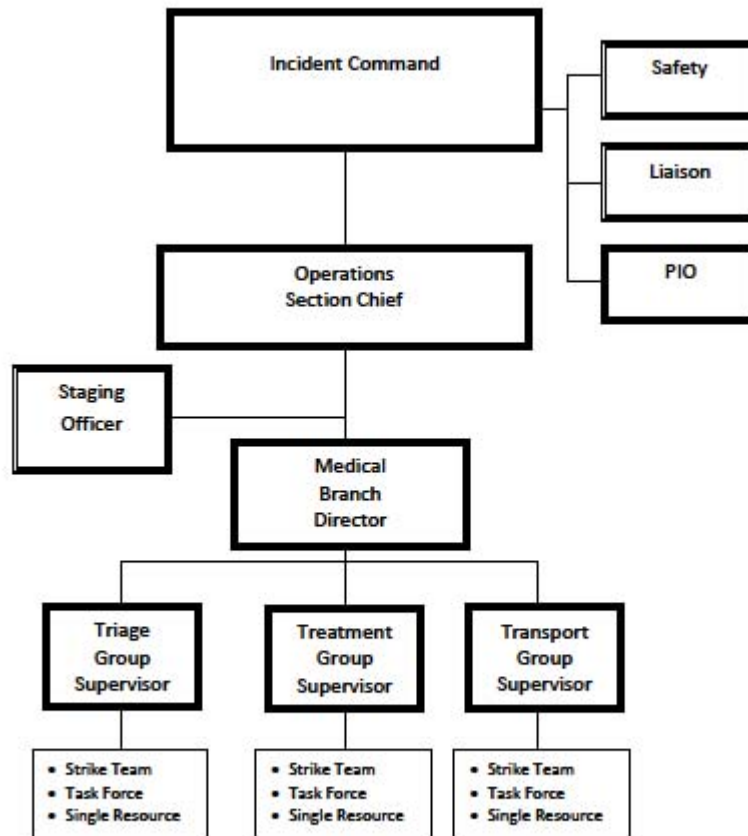 Incident Command
Safety
Liaison
PIO
Operations
Section Chief
Staging
Officer
Medical
Branch
Director
Triage
Group
Supervisor
Treatment
Group
Supervisor
Transport
Group
Supervisor
• Strike Team
• Task Force
• Single Resource
• Strike Team
• Task Force
• Single Resource
• Strike Team
• Task Force
• Single Resource